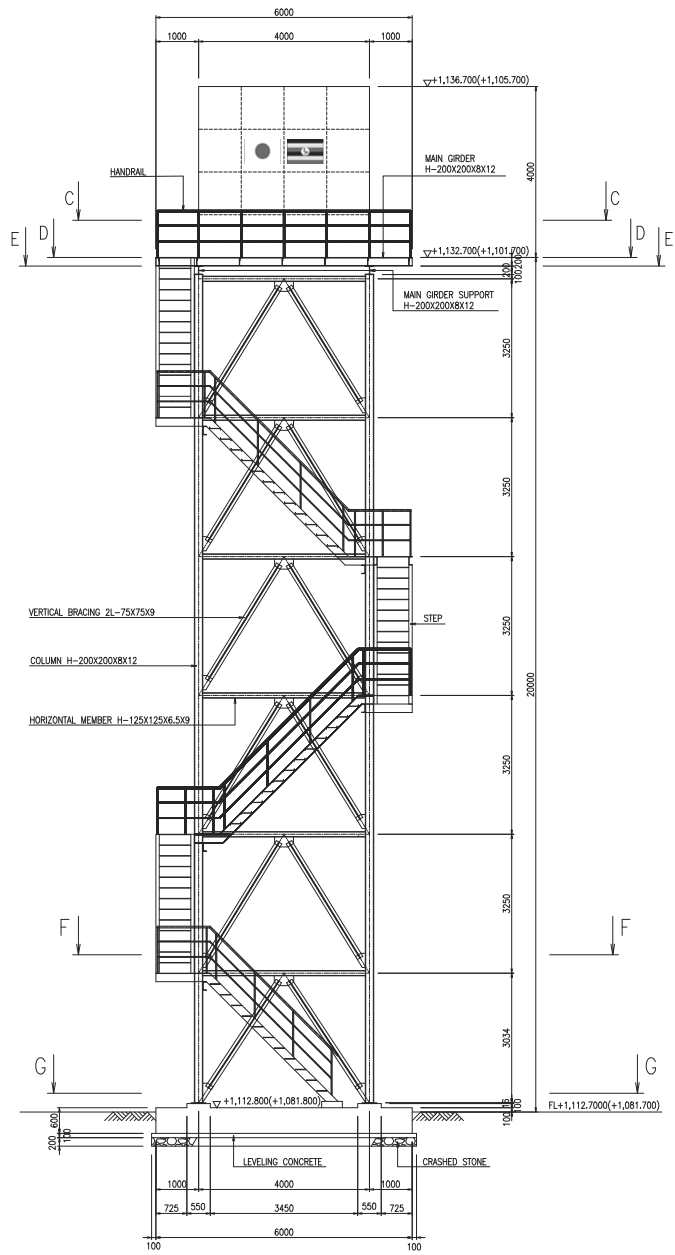 6000
1000 4000 1000
+1,136.700(+1,105.700)
MAIN GIRDER
H-200X200X8X12
HANDRAIL
4000
C C
D D
E E
+1,132.700(+1,101.700)
200
100
200
MAIN GIRDER SUPPORT
H-200X200X8X12
3250
3250
VERTICAL BRACING 2L-75X75X9
STEP
3250
COLUMN H-200X200X8X12
20000
HORIZONTAL MEMBER H-125X125X6.5X9
3250
3250
F F
3034
G G
+1,112.800(+1,081.800)
FL+1,112.7000(+1,081.700)
600
100
200
LEVELING CONCRETE
CRASHED STONE
1000 4000 1000
725 550 3450 550 725
100 6000 100